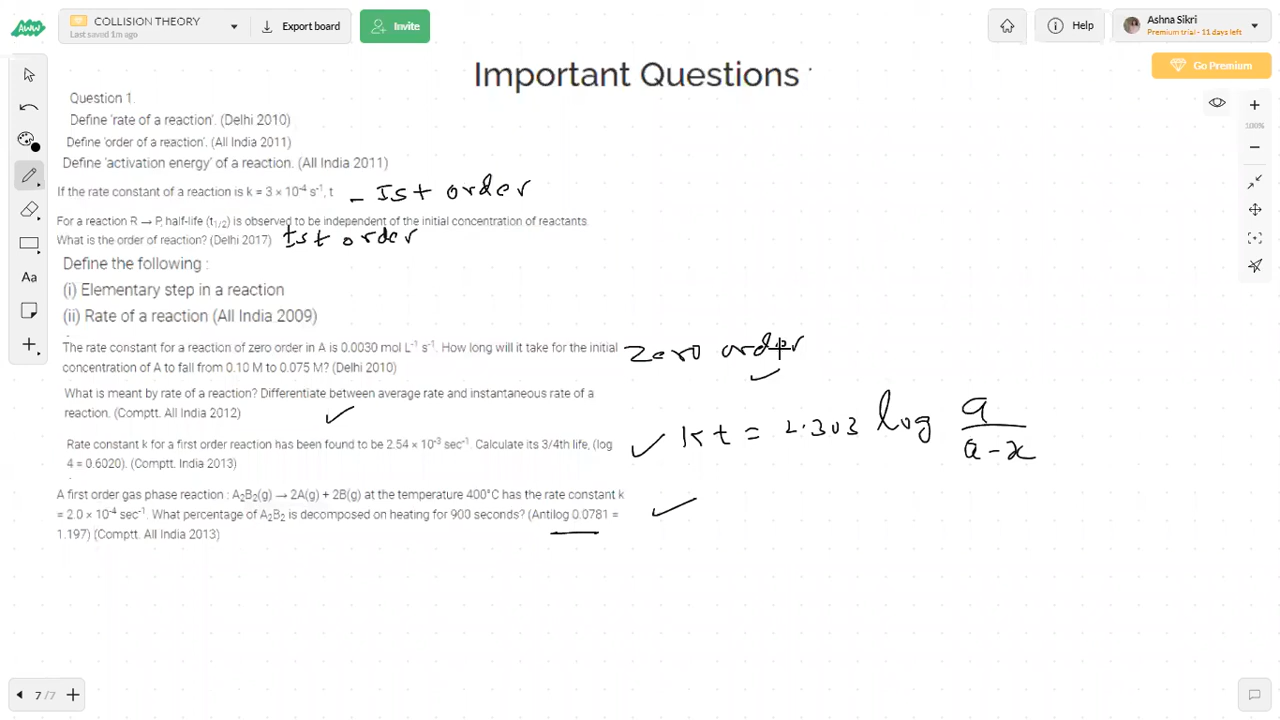 AWW
COLLISION THEORY
Last saved 1m ago
Export board
Invite
Help
Ashna Sikri
Premium trial - 11 days left
Go Premium
100%
Important Questions
Question 1.
Define 'rate of a reaction'. (Delhi 2010)
Define 'order of a reaction'. (All India 2011)
Define 'activation energy' of a reaction. (All India 2011)
If the rate constant of a reaction is k = 3 × 10⁻⁴ s⁻¹, t – Ist order
For a reaction R → P, half-life (t₁/₂) is observed to be independent of the initial concentration of reactants.
What is the order of reaction? (Delhi 2017) Ist order
Define the following :
(i) Elementary step in a reaction
(ii) Rate of a reaction (All India 2009)
The rate constant for a reaction of zero order in A is 0.0030 mol L⁻¹ s⁻¹. How long will it take for the initial zero order
concentration of A to fall from 0.10 M to 0.075 M? (Delhi 2010)
What is meant by rate of a reaction? Differentiate between average rate and instantaneous rate of a
reaction. (Comptt. All India 2012)
Rate constant k for a first order reaction has been found to be 2.54 × 10⁻³ sec⁻¹. Calculate its 3/4th life, (log
4 = 0.6020). (Comptt. India 2013)
kt = 2.303 log a/(a-x)
A first order gas phase reaction : A₂B₂(g) → 2A(g) + 2B(g) at the temperature 400°C has the rate constant k
= 2.0 × 10⁻⁴ sec⁻¹. What percentage of A₂B₂ is decomposed on heating for 900 seconds? (Antilog 0.0781 =
1.197) (Comptt. All India 2013)
Aa
7 /7